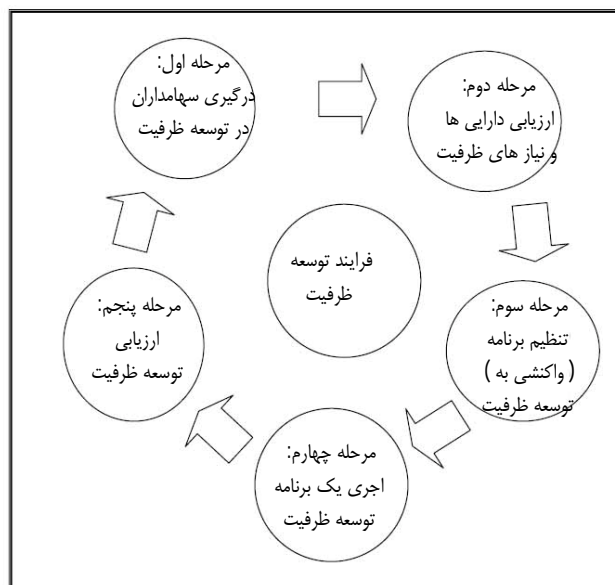 مرحله اول:
درگیری سهامداران
در توسعه ظرفیت
مرحله دوم:
ارزیابی دارایی ها
و نیاز های ظرفیت
مرحله سوم:
تنظیم برنامه
( واکنشی به )
توسعه ظرفیت
مرحله چهارم:
اجری یک برنامه
توسعه ظرفیت
مرحله پنجم:
ارزیابی
توسعه ظرفیت
فرایند توسعه
ظرفیت